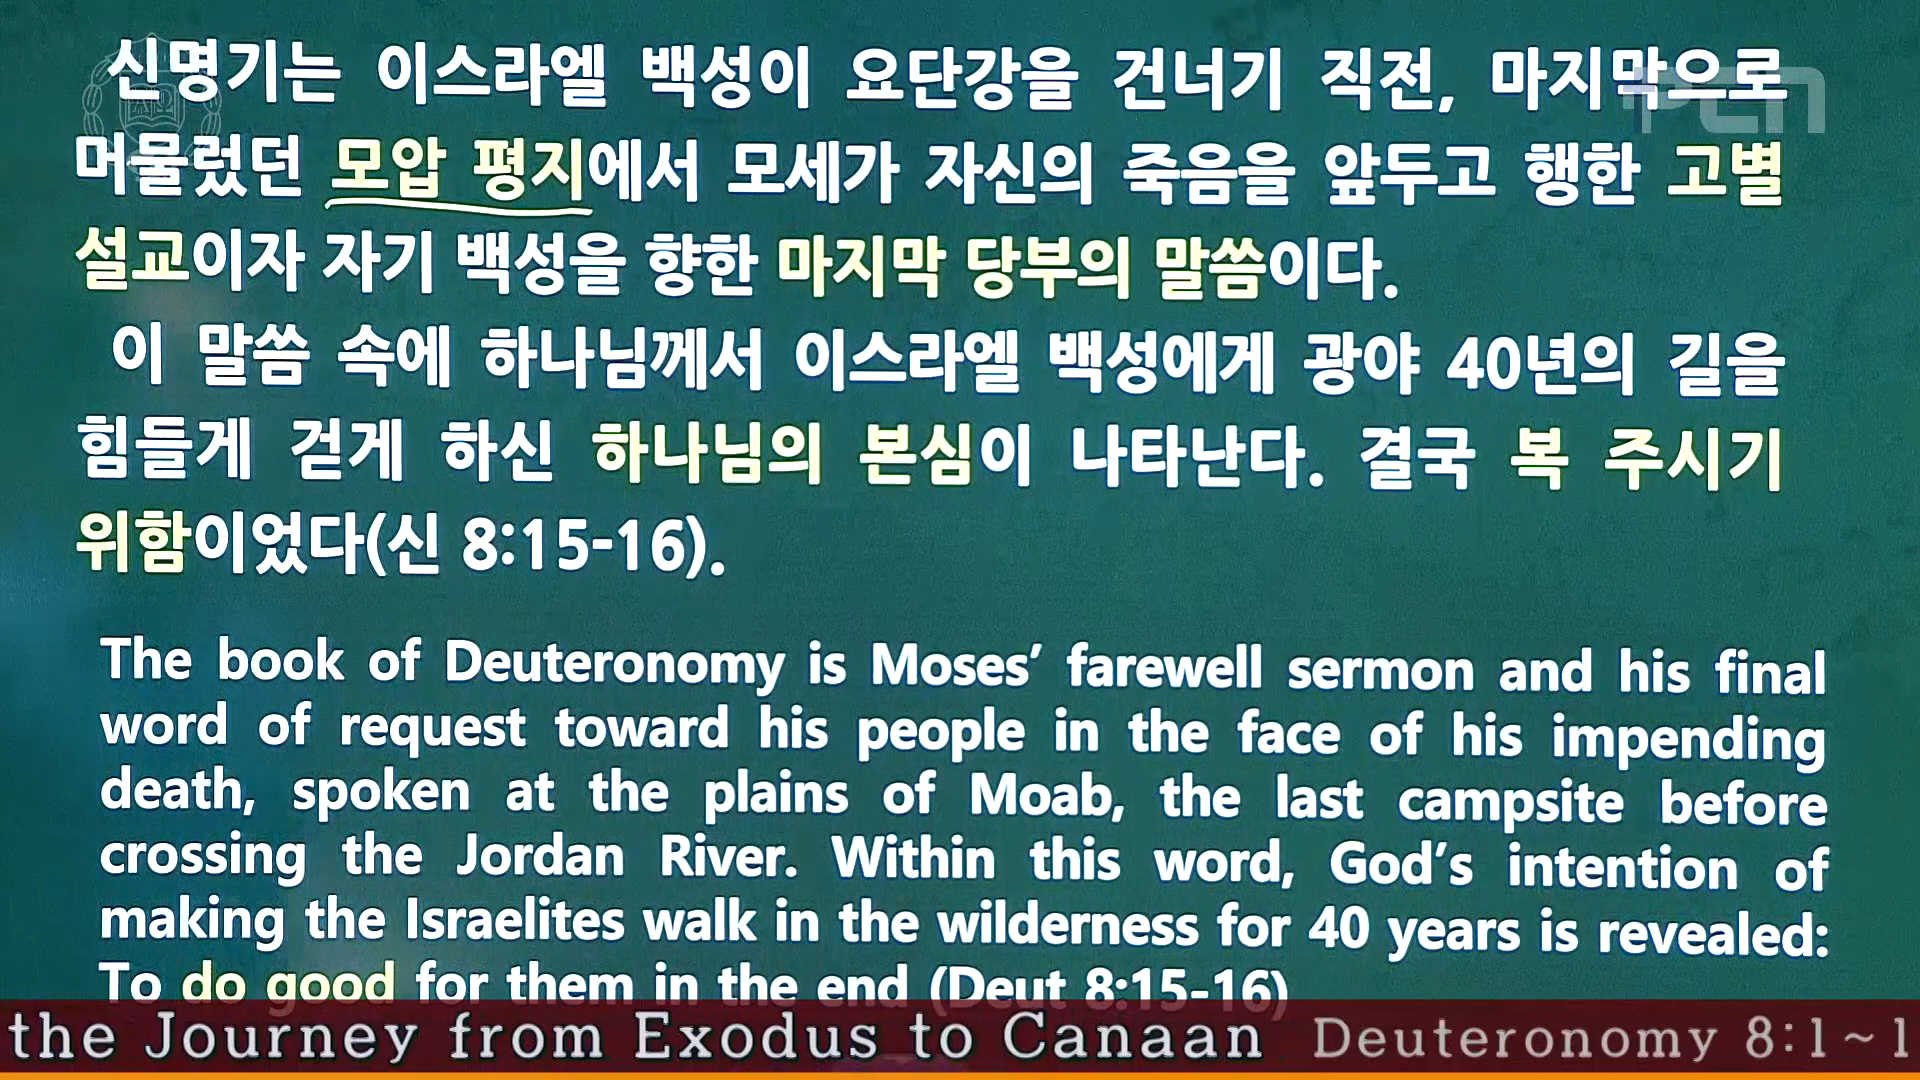 신명기는 이스라엘 백성이 요단강을 건너기 직전, 마지막으로
머물렀던 모압 평지에서 모세가 자신의 죽음을 앞두고 행한 고별
설교이자 자기 백성을 향한 마지막 당부의 말씀이다.
이 말씀 속에 하나님께서 이스라엘 백성에게 광야 40년의 길을
힘들게 걷게 하신 하나님의 본심이 나타난다. 결국 복 주시기
위함이었다(신 8:15-16).
The book of Deuteronomy is Moses’ farewell sermon and his final
word of request toward his people in the face of his impending
death, spoken at the plains of Moab, the last campsite before
crossing the Jordan River. Within this word, God’s intention of
making the Israelites walk in the wilderness for 40 years is revealed:
To do good for them in the end (Deut 8:15-16)
the Journey from Exodus to Canaan Deuteronomy 8:1~1